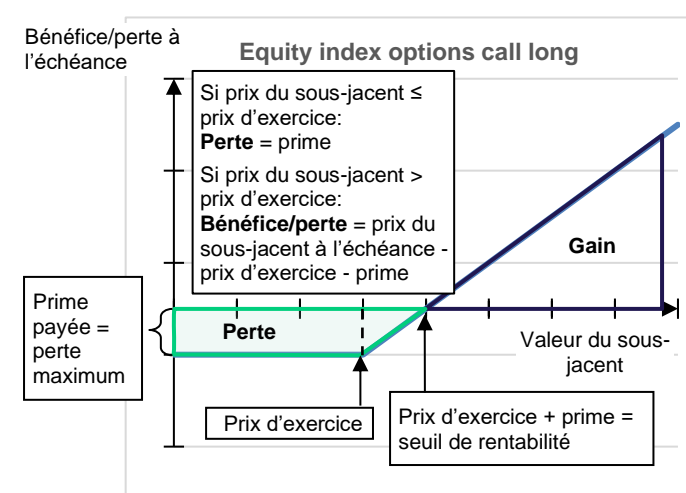 Bénéfice/perte à
l'échéance
Equity index options call long
Si prix du sous-jacent ≤
prix d'exercice:
Perte = prime
Si prix du sous-jacent >
prix d'exercice:
Bénéfice/perte = prix du
sous-jacent à l'échéance -
prix d'exercice - prime
Gain
Prime
payée =
perte
maximum
Perte
Valeur du sous-
jacent
Prix d'exercice
Prix d'exercice + prime =
seuil de rentabilité